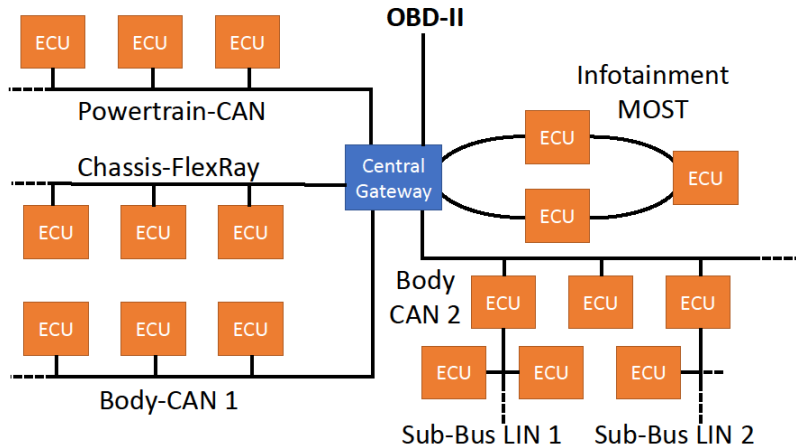 OBD-II
ECU ECU ECU
Powertrain-CAN
Infotainment
MOST
ECU
ECU
ECU
Chassis-FlexRay
Central
Gateway
ECU ECU ECU
Body
CAN 2
ECU ECU ECU
ECU ECU ECU
ECU ECU ECU
Body-CAN 1
Sub-Bus LIN 1 Sub-Bus LIN 2